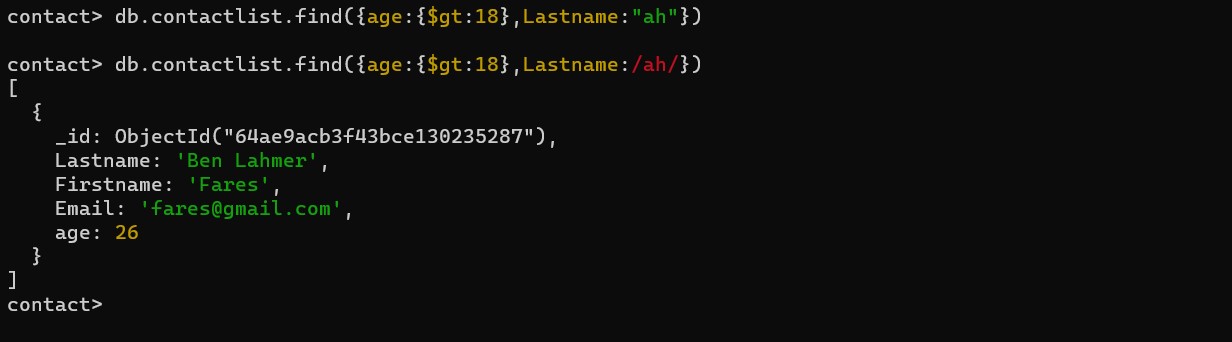 contact> db.contactlist.find({age:{$gt:18},Lastname:"ah"})
contact> db.contactlist.find({age:{$gt:18},Lastname:/ah/})
[
  {
    _id: ObjectId("64ae9acb3f43bce130235287"),
    Lastname: 'Ben Lahmer',
    Firstname: 'Fares',
    Email: 'fares@gmail.com',
    age: 26
  }
]
contact>